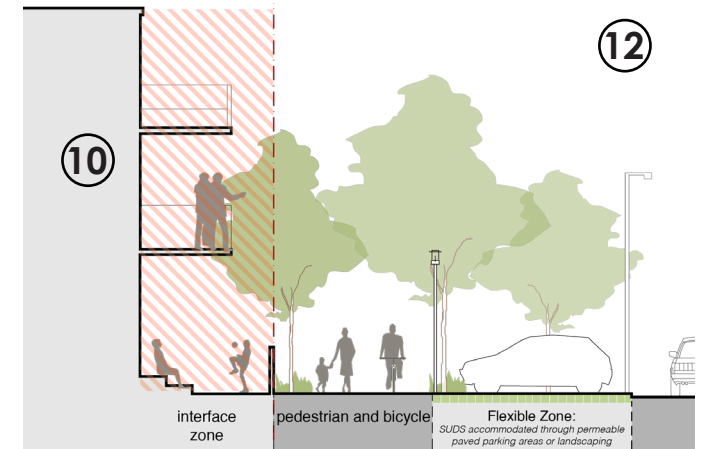 12
10
interface
zone
pedestrian and bicycle
Flexible Zone:
SUDS accommodated through permeable
paved parking areas or landscaping